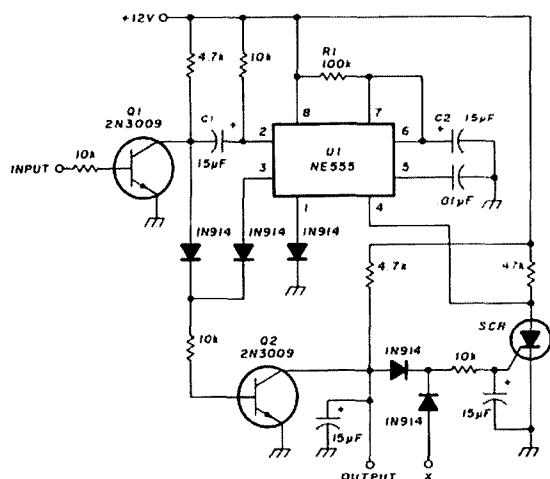 +12V
4.7k
10k
R1
100k
Q1
2N3009
C1
+
15µF
8
7
2
6
3
5
1
4
U1
NE555
C2
+
15µF
.01µF
INPUT
10k
1N914
1N914
1N914
4.7k
47k
10k
Q2
2N3009
SCR
1N914
10k
+
15µF
+
15µF
1N914
OUTPUT
X